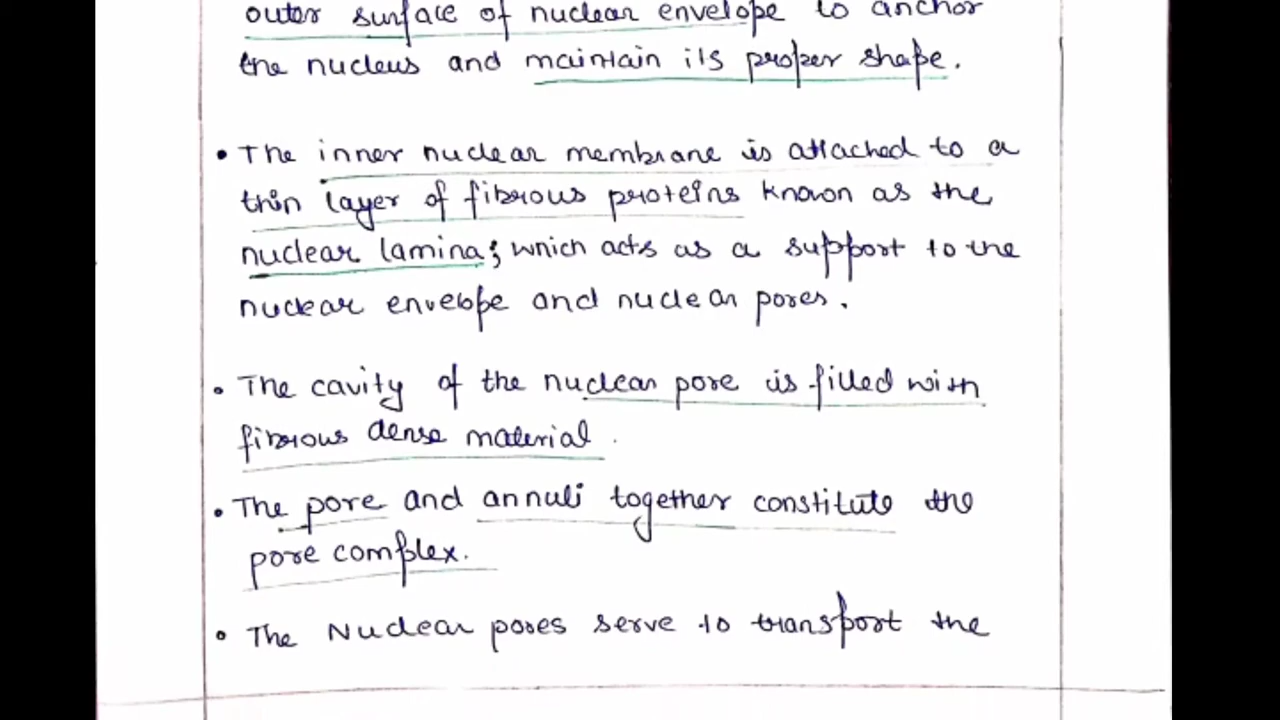 outer surface of nuclear envelope to anchor
the nucleus and maintain its proper shape.
• The inner nuclear membrane is attached to a
thin layer of fibrous proteins known as the
nuclear lamina; which acts as a support to the
nuclear envelope and nuclear pores.
• The cavity of the nuclear pore is filled with
fibrous dense material.
• The pore and annuli together constitute the
pore complex.
• The Nuclear pores serve to transport the